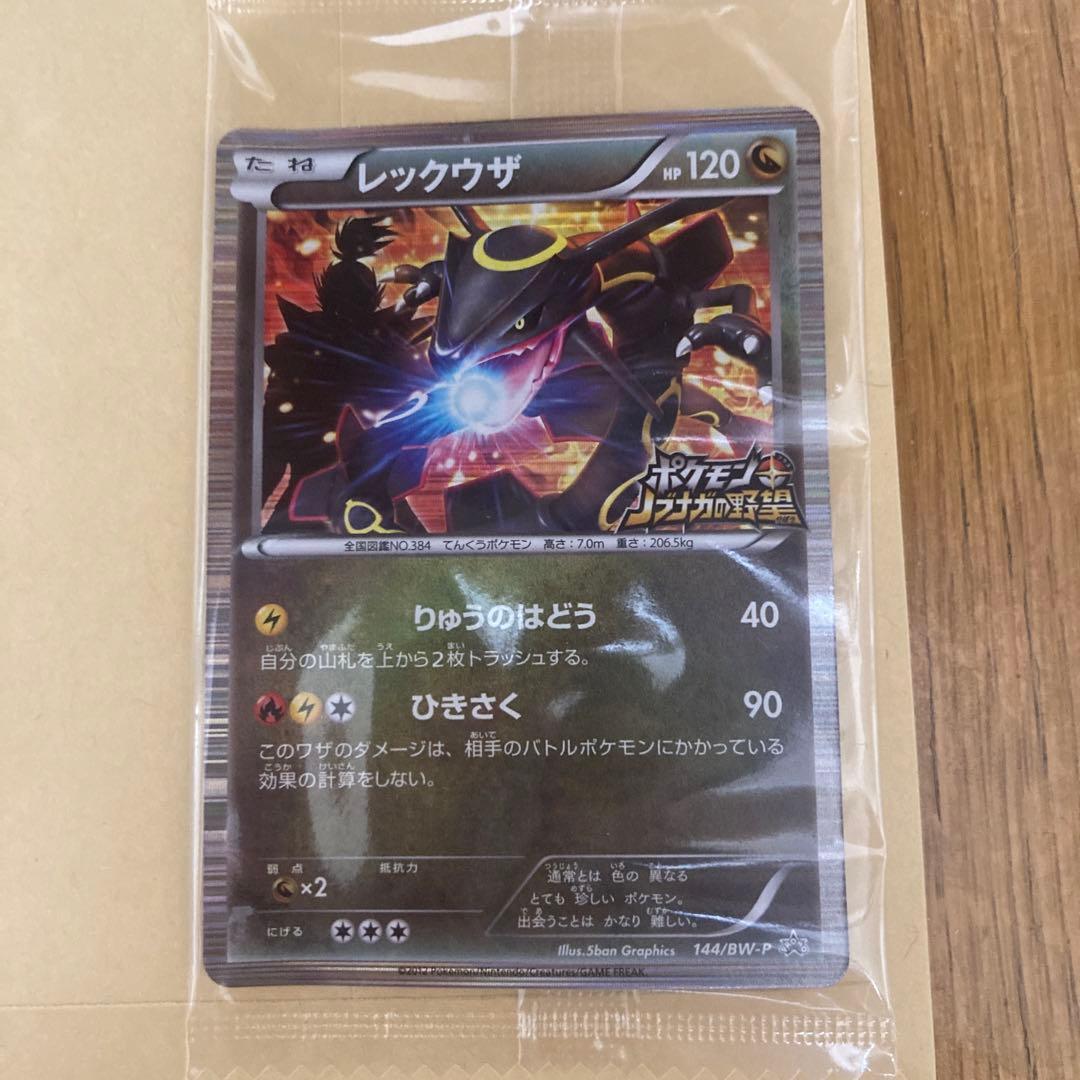 たね レックウザ HP 120
ポケモン+
ノブナガの野望
全国図鑑NO.384 てんくうポケモン 高さ:7.0m 重さ:206.5kg
りゅうのはどう 40
自分の山札を上から2枚トラッシュする。
ひきさく 90
このワザのダメージは、相手のバトルポケモンにかかっている
効果の計算をしない。
弱点 抵抗力
×2
にげる
通常とは 色の 異なる
とても 珍しい ポケモン。
出会うことは かなり 難しい。
Illus.5ban Graphics 144/BW-P
©2012 Pokémon/Nintendo/Creatures/GAME FREAK.